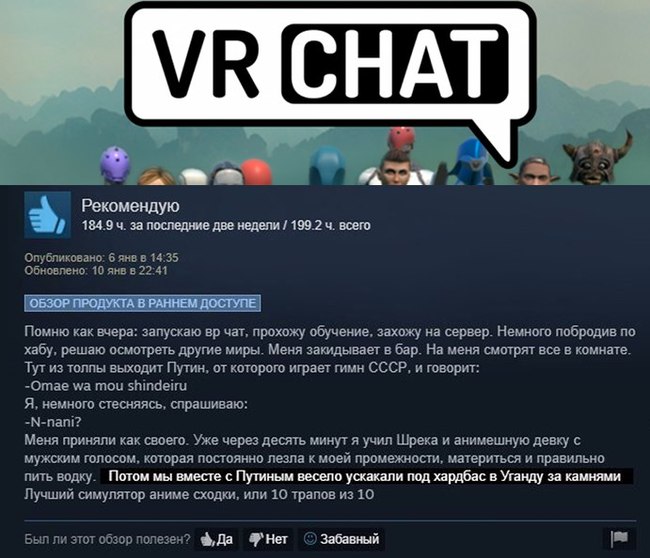 VR CHAT
Рекомендую
184.9 ч. за последние две недели / 199.2 ч. всего
Опубликовано: 6 янв в 14:35
Обновлено: 10 янв в 22:41
ОБЗОР ПРОДУКТА В РАННЕМ ДОСТУПЕ
Помню как вчера: запускаю вр чат, прохожу обучение, захожу на сервер. Немного побродив по
хабу, решаю осмотреть другие миры. Меня закидывает в бар. На меня смотрят все в комнате.
Тут из толпы выходит Путин, от которого играет гимн СССР, и говорит:
-Omae wa mou shindeiru
Я, немного стесняясь, спрашиваю:
-N-nani?
Меня приняли как своего. Уже через десять минут я учил Шрека и анимешную девку с
мужским голосом, которая постоянно лезла к моей промежности, материться и правильно
пить водку. Потом мы вместе с Путиным весело ускакали под хардбас в Уганду за камнями
Лучший симулятор аниме сходки, или 10 трапов из 10
Был ли этот обзор полезен? Да Нет Забавный